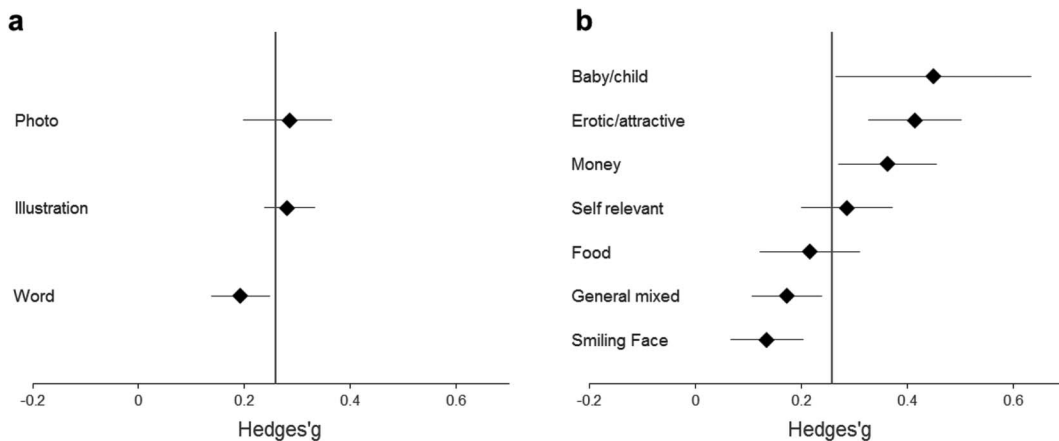 a
Photo
Illustration
Word
-0.2 0 0.2 0.4 0.6
Hedges'g
b
Baby/child
Erotic/attractive
Money
Self relevant
Food
General mixed
Smiling Face
-0.2 0 0.2 0.4 0.6
Hedges'g